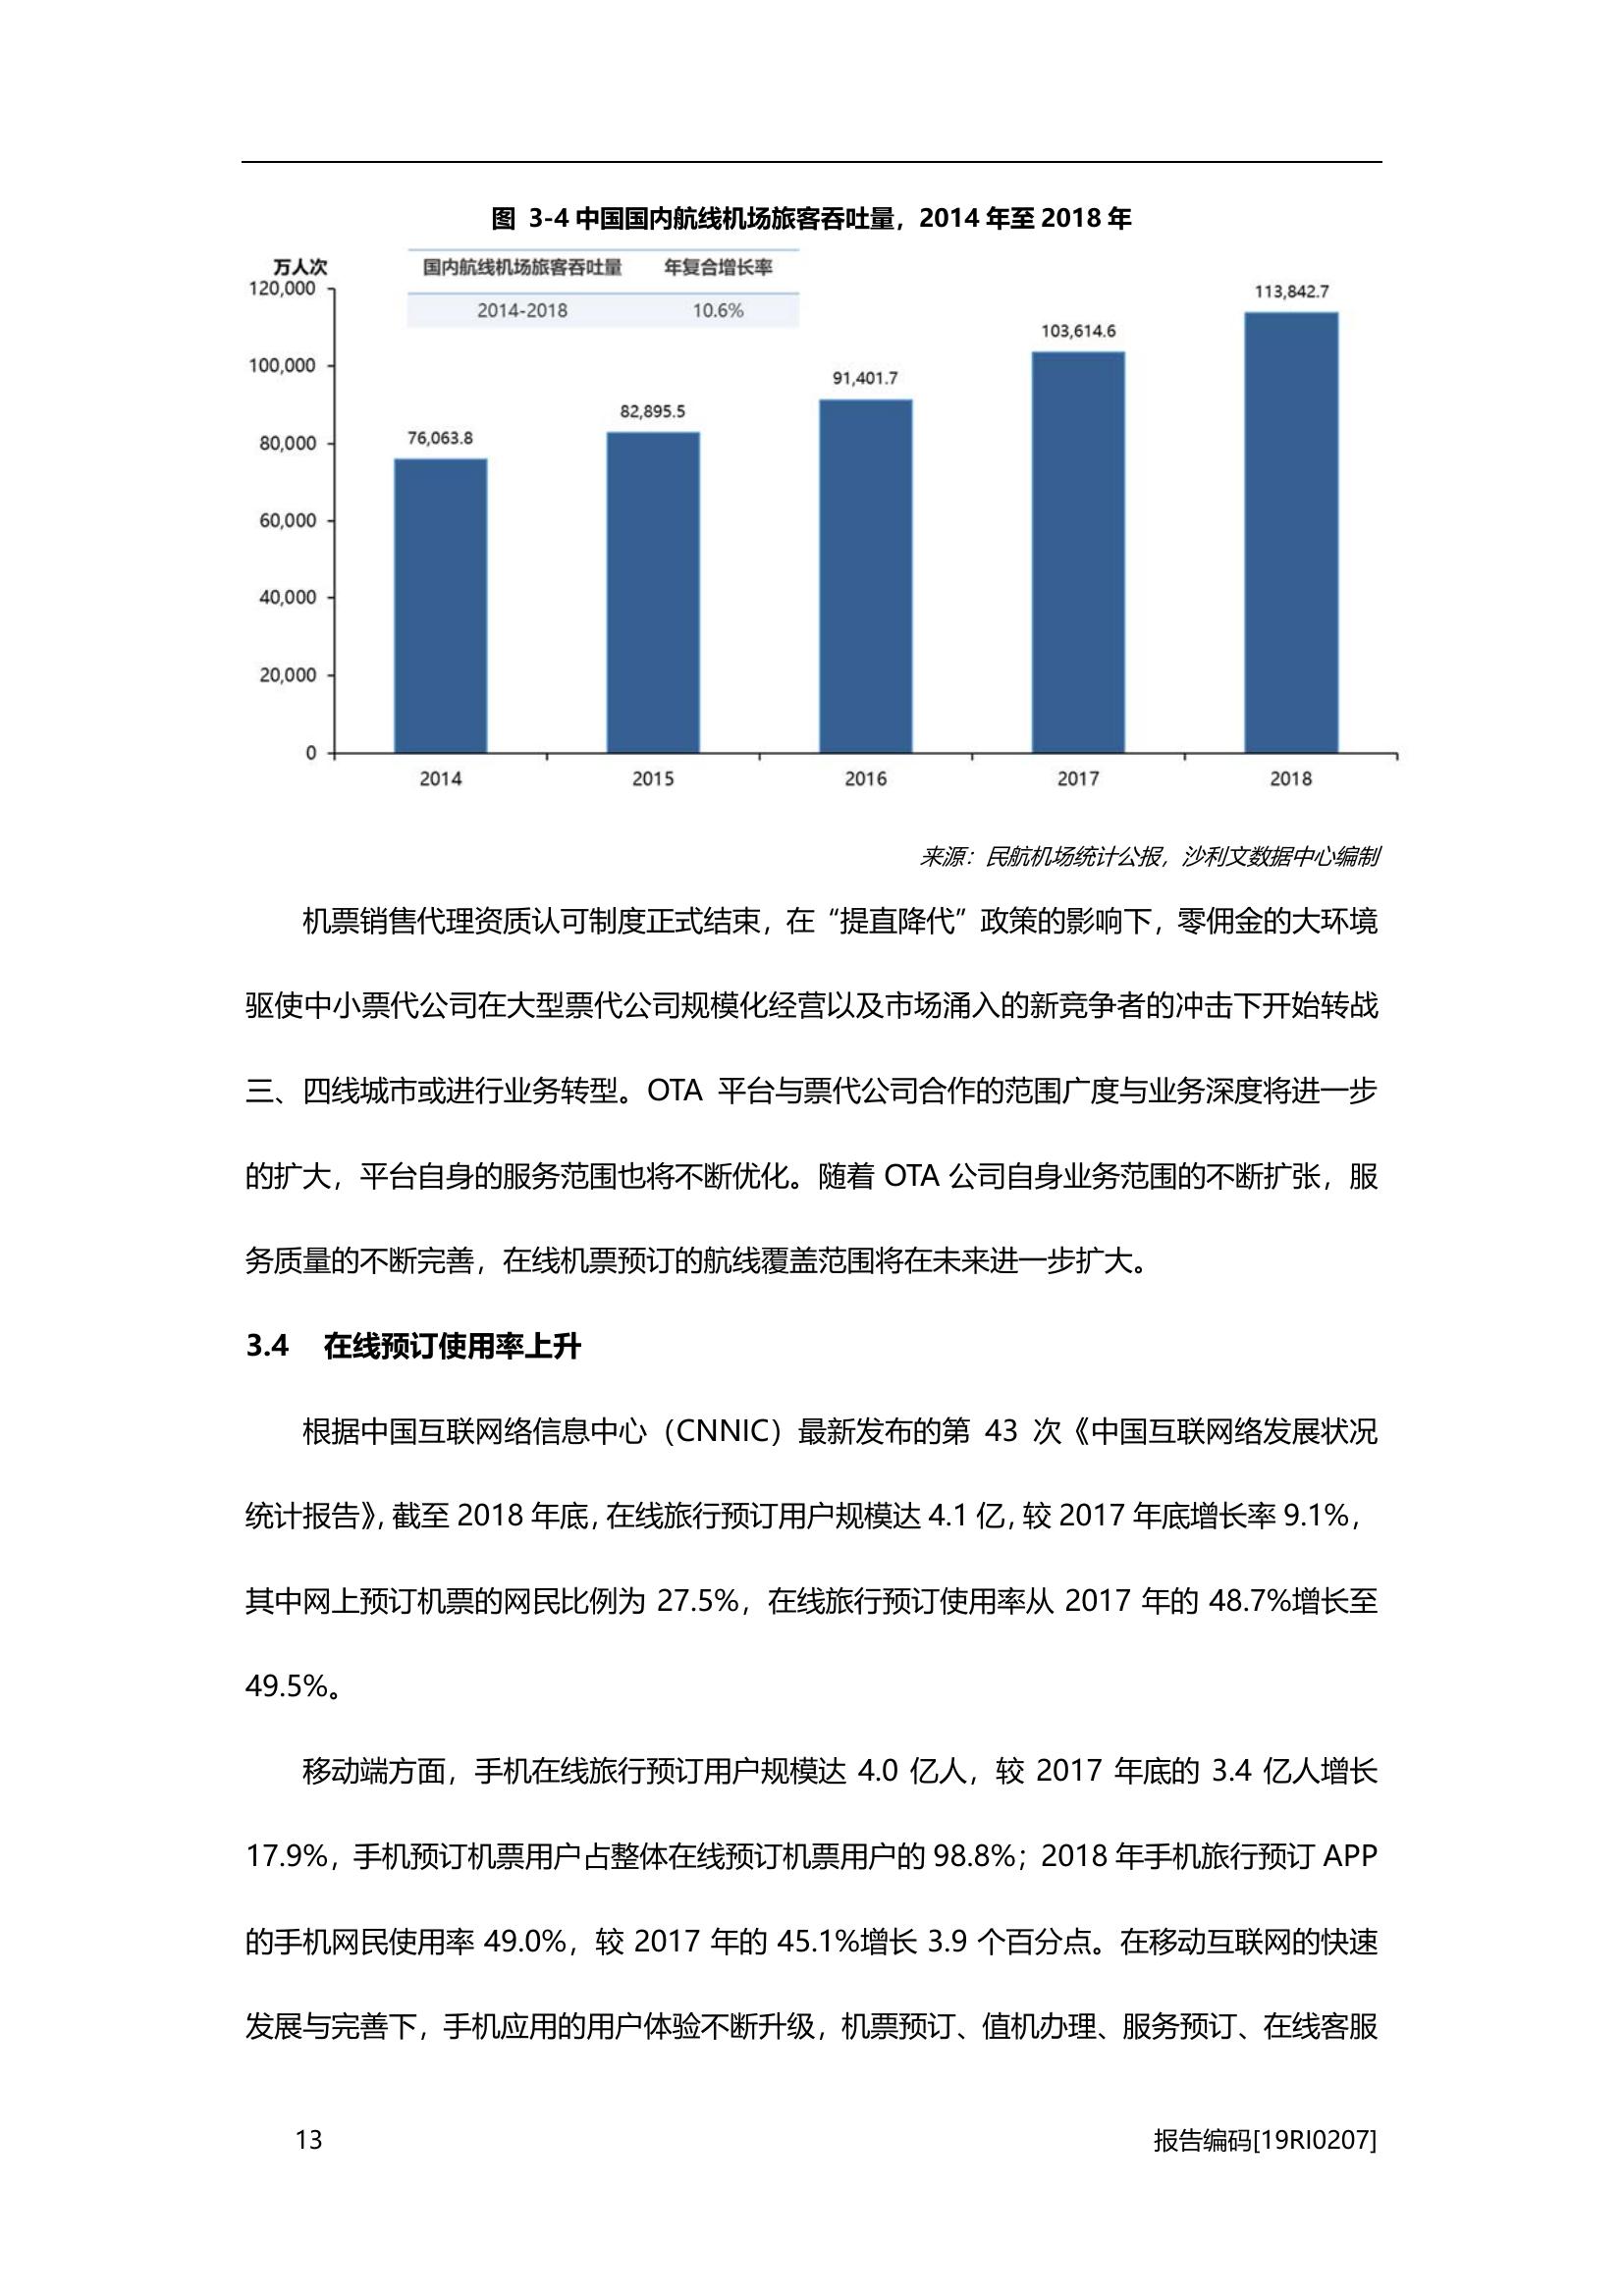 图 3-4 中国国内航线机场旅客吞吐量，2014 年至 2018 年
万人次
国内航线机场旅客吞吐量 年复合增长率
2014-2018 10.6%
120,000
100,000
80,000
60,000
40,000
20,000
0
76,063.8
82,895.5
91,401.7
103,614.6
113,842.7
2014 2015 2016 2017 2018
来源：民航机场统计公报，沙利文数据中心编制
机票销售代理资质认可制度正式结束，在“提直降代”政策的影响下，零佣金的大环境
驱使中小票代公司在大型票代公司规模化经营以及市场涌入的新竞争者的冲击下开始转战
三、四线城市或进行业务转型。OTA 平台与票代公司合作的范围广度与业务深度将进一步
的扩大，平台自身的服务范围也将不断优化。随着 OTA 公司自身业务范围的不断扩张，服
务质量的不断完善，在线机票预订的航线覆盖范围将在未来进一步扩大。
3.4 在线预订使用率上升
根据中国互联网络信息中心（CNNIC）最新发布的第 43 次《中国互联网络发展状况
统计报告》，截至 2018 年底，在线旅行预订用户规模达 4.1 亿，较 2017 年底增长率 9.1%，
其中网上预订机票的网民比例为 27.5%，在线旅行预订使用率从 2017 年的 48.7%增长至
49.5%。
移动端方面，手机在线旅行预订用户规模达 4.0 亿人，较 2017 年底的 3.4 亿人增长
17.9%，手机预订机票用户占整体在线预订机票用户的 98.8%；2018 年手机旅行预订 APP
的手机网民使用率 49.0%，较 2017 年的 45.1%增长 3.9 个百分点。在移动互联网的快速
发展与完善下，手机应用的用户体验不断升级，机票预订、值机办理、服务预订、在线客服
13 报告编码[19RI0207]